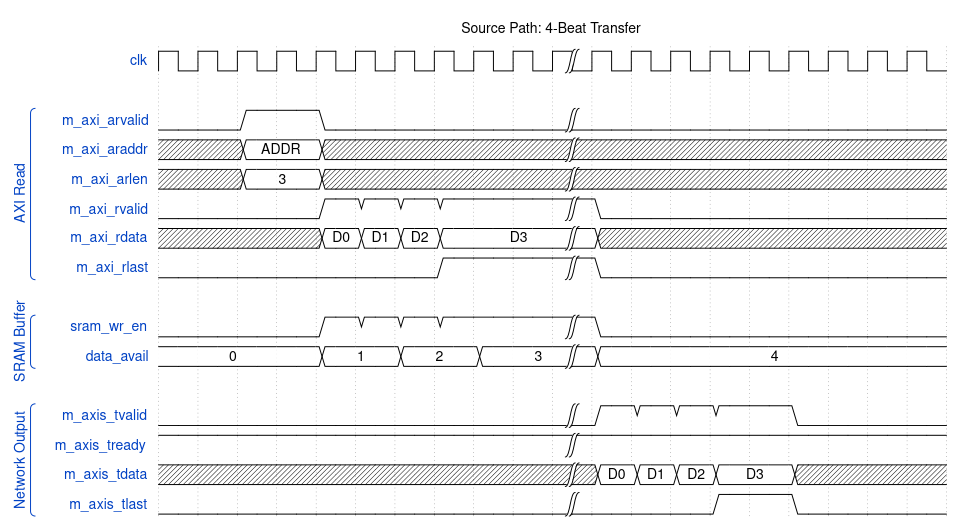 Source Path: 4-Beat Transfer
clk
AXI Read
m_axi_arvalid
m_axi_araddr ADDR
m_axi_arlen 3
m_axi_rvalid
m_axi_rdata D0 D1 D2 D3
m_axi_rlast
SRAM Buffer
sram_wr_en
data_avail 0 1 2 3 4
Network Output
m_axis_tvalid
m_axis_tready
m_axis_tdata D0 D1 D2 D3
m_axis_tlast